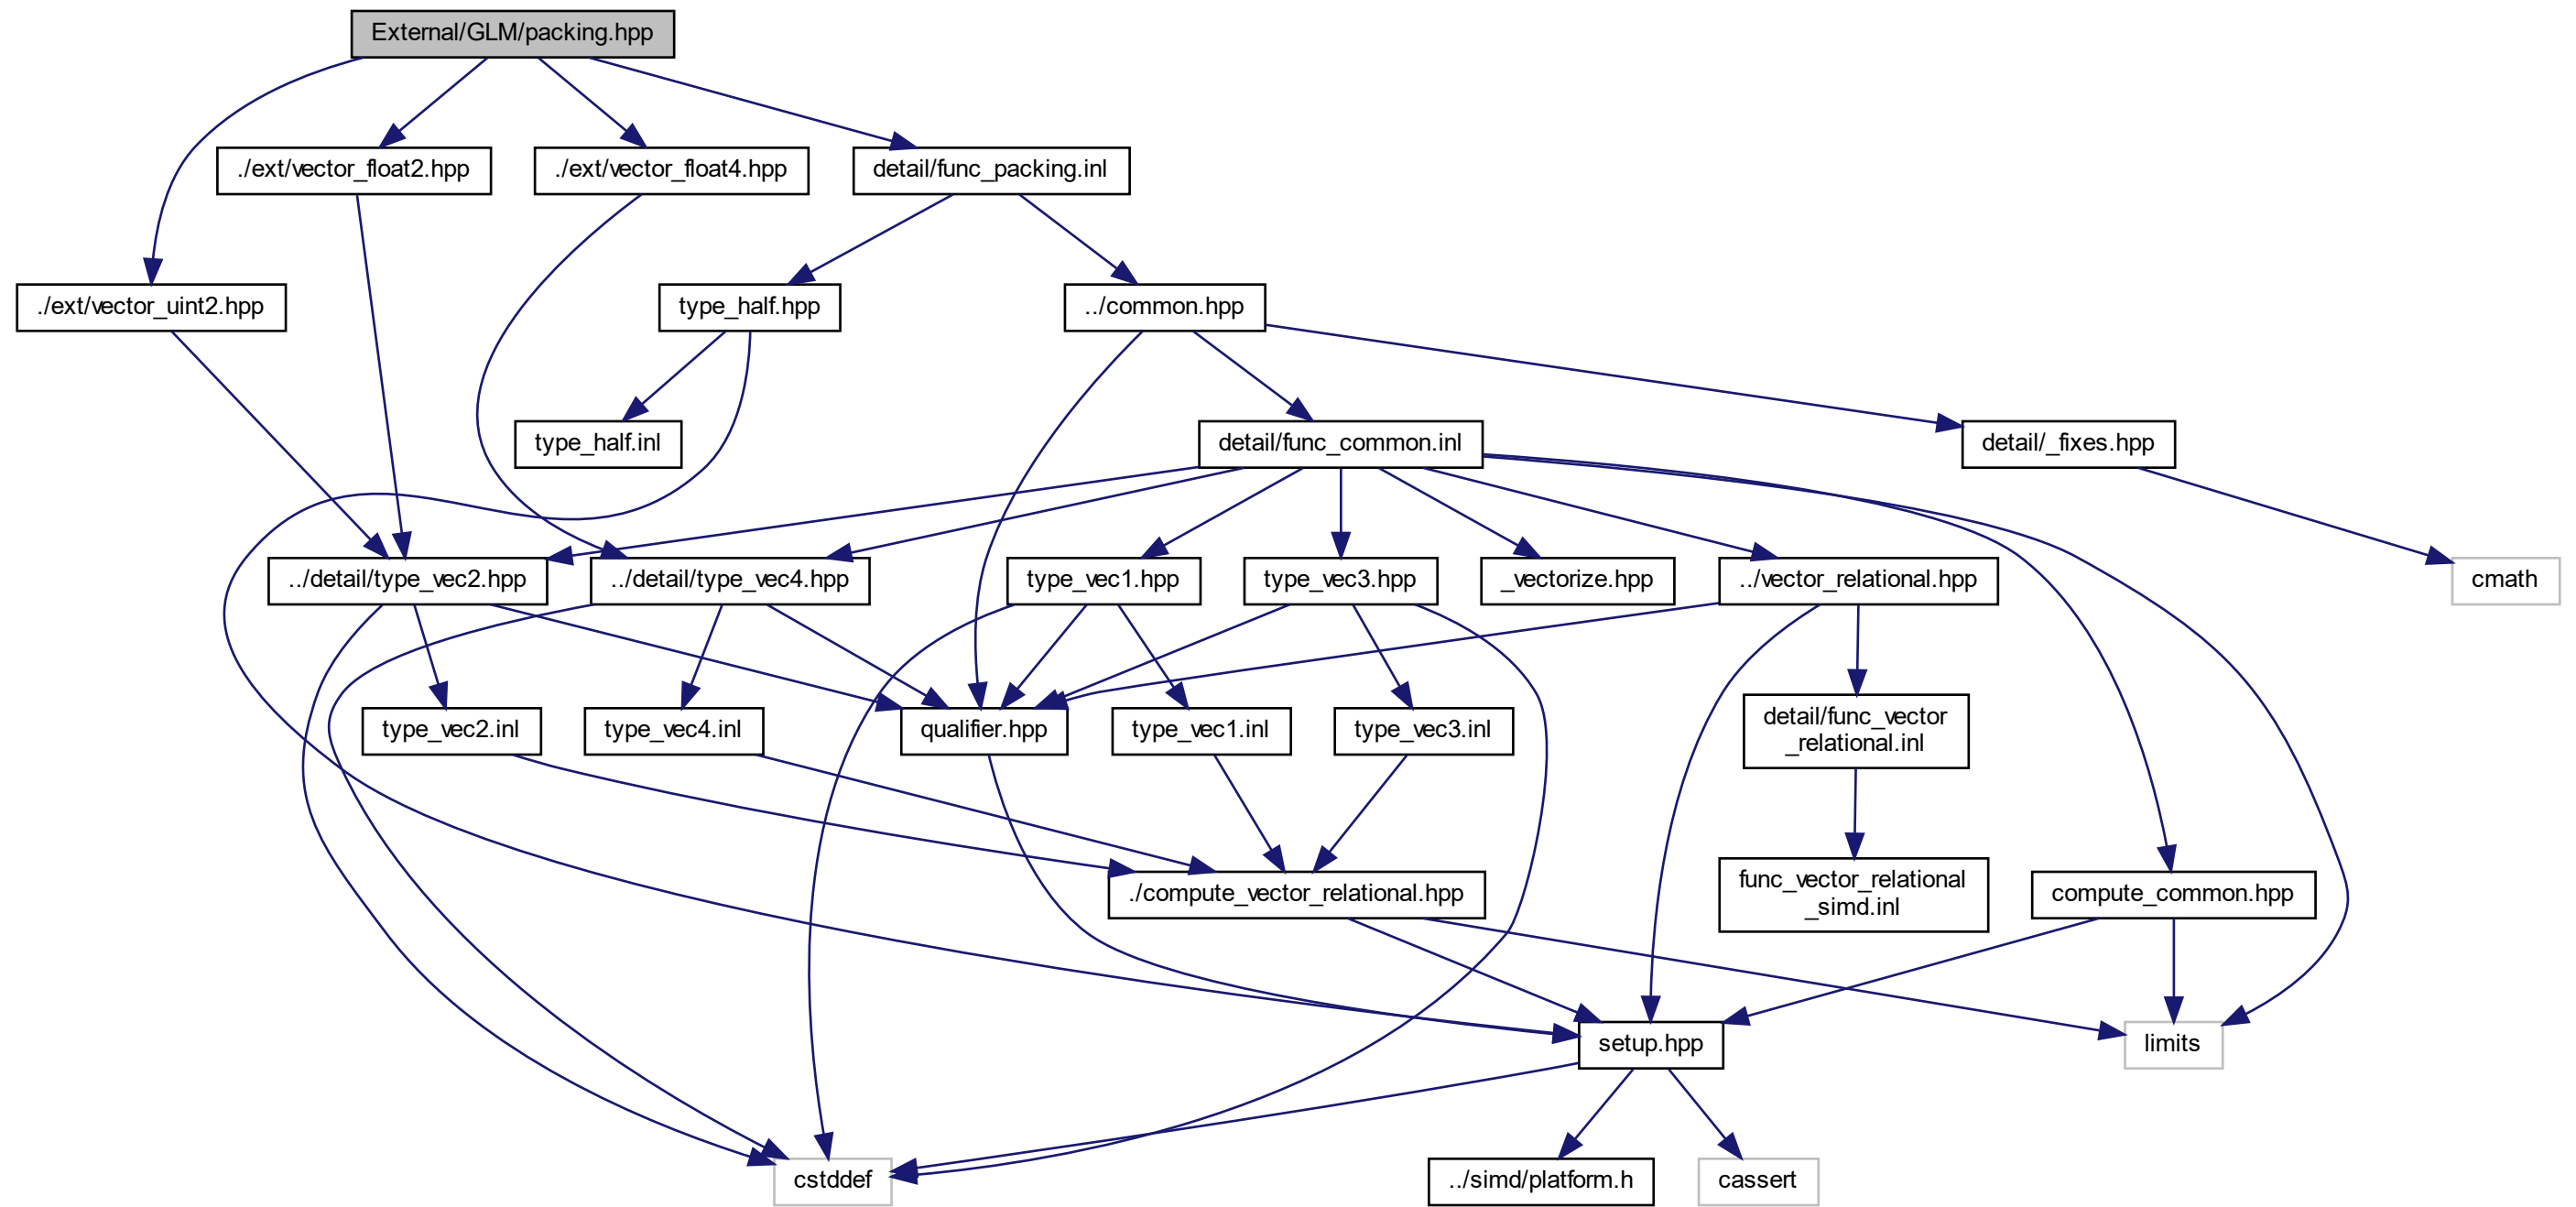 External/GLM/packing.hpp
./ext/vector_float2.hpp
./ext/vector_float4.hpp
detail/func_packing.inl
./ext/vector_uint2.hpp
type_half.hpp
../common.hpp
type_half.inl
detail/func_common.inl
detail/_fixes.hpp
../detail/type_vec2.hpp
../detail/type_vec4.hpp
type_vec1.hpp
type_vec3.hpp
_vectorize.hpp
../vector_relational.hpp
cmath
type_vec2.inl
type_vec4.inl
qualifier.hpp
type_vec1.inl
type_vec3.inl
detail/func_vector
_relational.inl
./compute_vector_relational.hpp
func_vector_relational
_simd.inl
compute_common.hpp
setup.hpp
limits
cstddef
../simd/platform.h
cassert